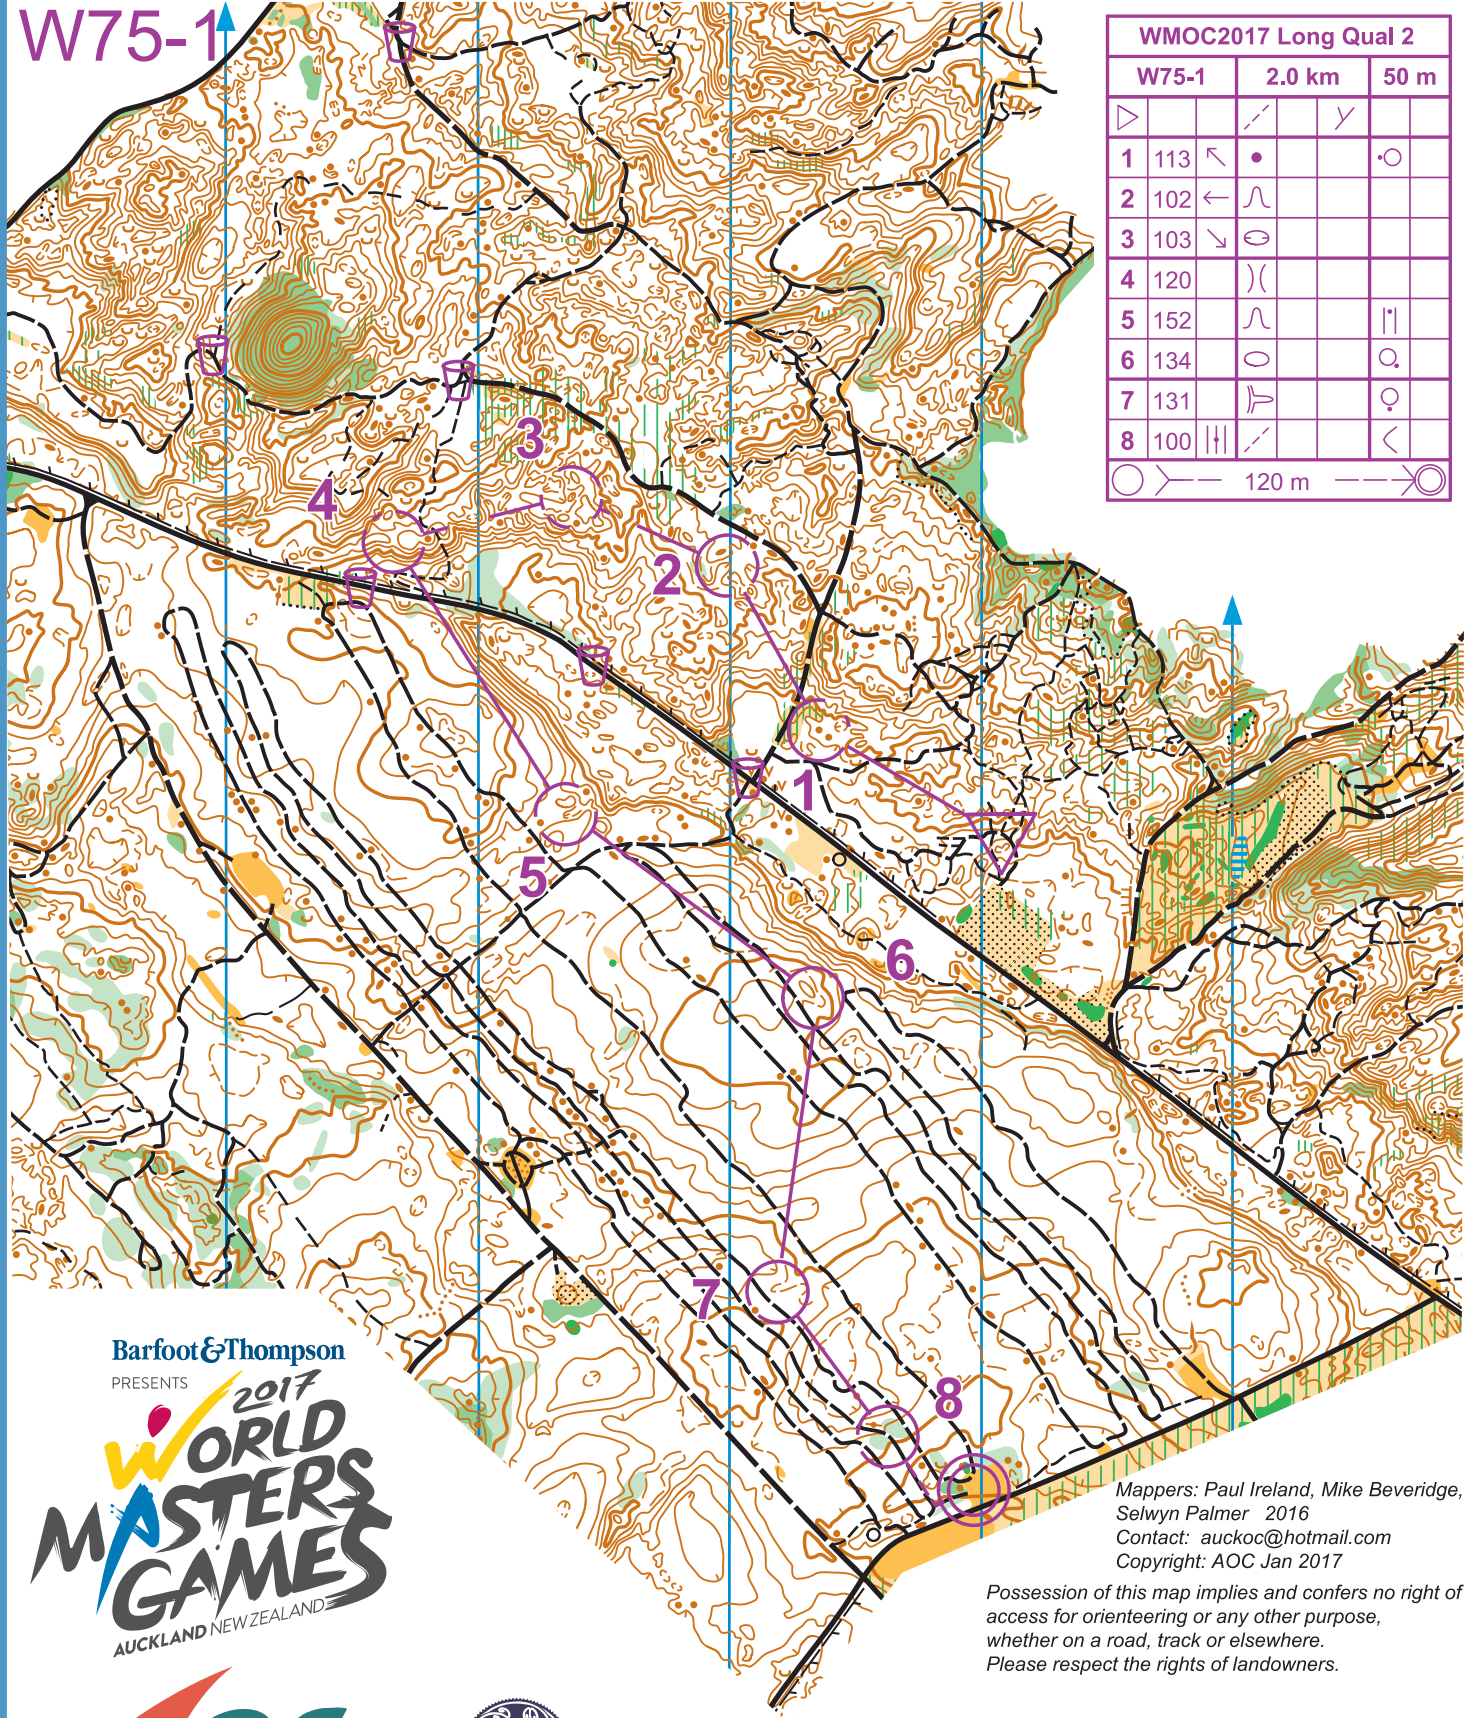 W75-1
WMOC2017 Long Qual 2
W75-1 2.0 km 50 m
1 113
2 102
3 103
4 120
5 152
6 134
7 131
8 100
120 m
3
4
2
1
5
6
7
8
Barfoot&Thompson
PRESENTS
2017
WORLD
MASTERS
GAMES
AUCKLAND NEW ZEALAND
Mappers: Paul Ireland, Mike Beveridge,
Selwyn Palmer 2016
Contact: auckoc@hotmail.com
Copyright: AOC Jan 2017
Possession of this map implies and confers no right of
access for orienteering or any other purpose,
whether on a road, track or elsewhere.
Please respect the rights of landowners.